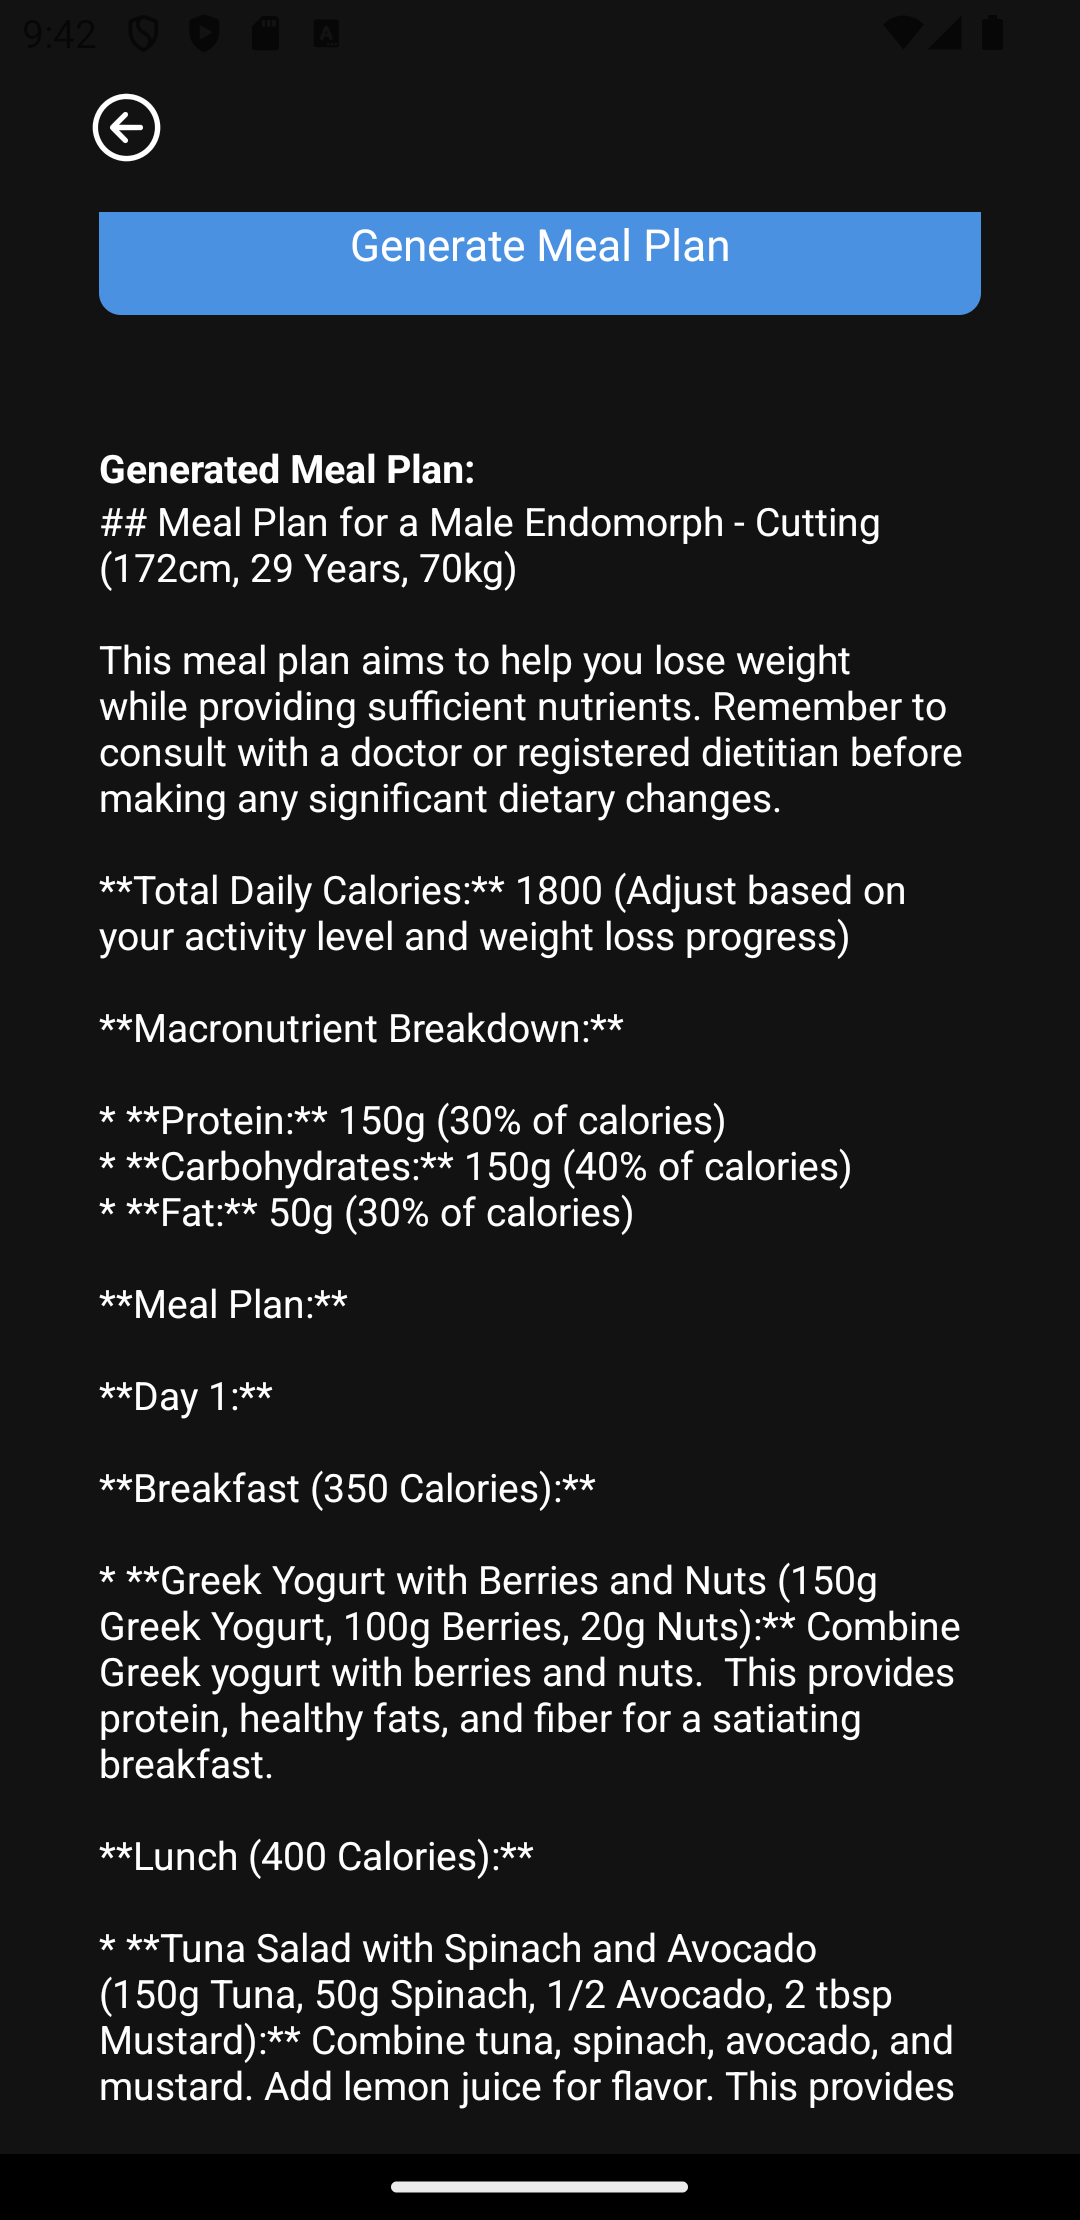 9:42
Generate Meal Plan
Generated Meal Plan:
## Meal Plan for a Male Endomorph - Cutting
(172cm, 29 Years, 70kg)
This meal plan aims to help you lose weight
while providing sufficient nutrients. Remember to
consult with a doctor or registered dietitian before
making any significant dietary changes.
**Total Daily Calories:** 1800 (Adjust based on
your activity level and weight loss progress)
**Macronutrient Breakdown:**
* **Protein:** 150g (30% of calories)
* **Carbohydrates:** 150g (40% of calories)
* **Fat:** 50g (30% of calories)
**Meal Plan:**
**Day 1:**
**Breakfast (350 Calories):**
* **Greek Yogurt with Berries and Nuts (150g
Greek Yogurt, 100g Berries, 20g Nuts):** Combine
Greek yogurt with berries and nuts.  This provides
protein, healthy fats, and fiber for a satiating
breakfast.
**Lunch (400 Calories):**
* **Tuna Salad with Spinach and Avocado
(150g Tuna, 50g Spinach, 1/2 Avocado, 2 tbsp
Mustard):** Combine tuna, spinach, avocado, and
mustard. Add lemon juice for flavor. This provides